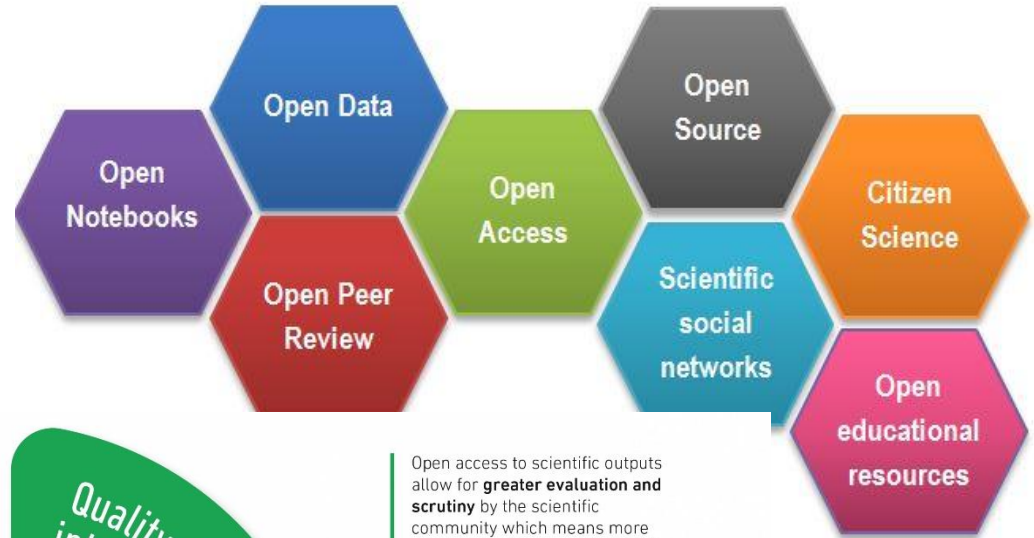 Open
Notebooks
Open Data
Open Peer
Review
Open
Access
Open
Source
Scientific
social
networks
Citizen
Science
Open
educational
resources
Quality
Open access to scientific outputs
allow for greater evaluation and
scrutiny by the scientific
community which means more